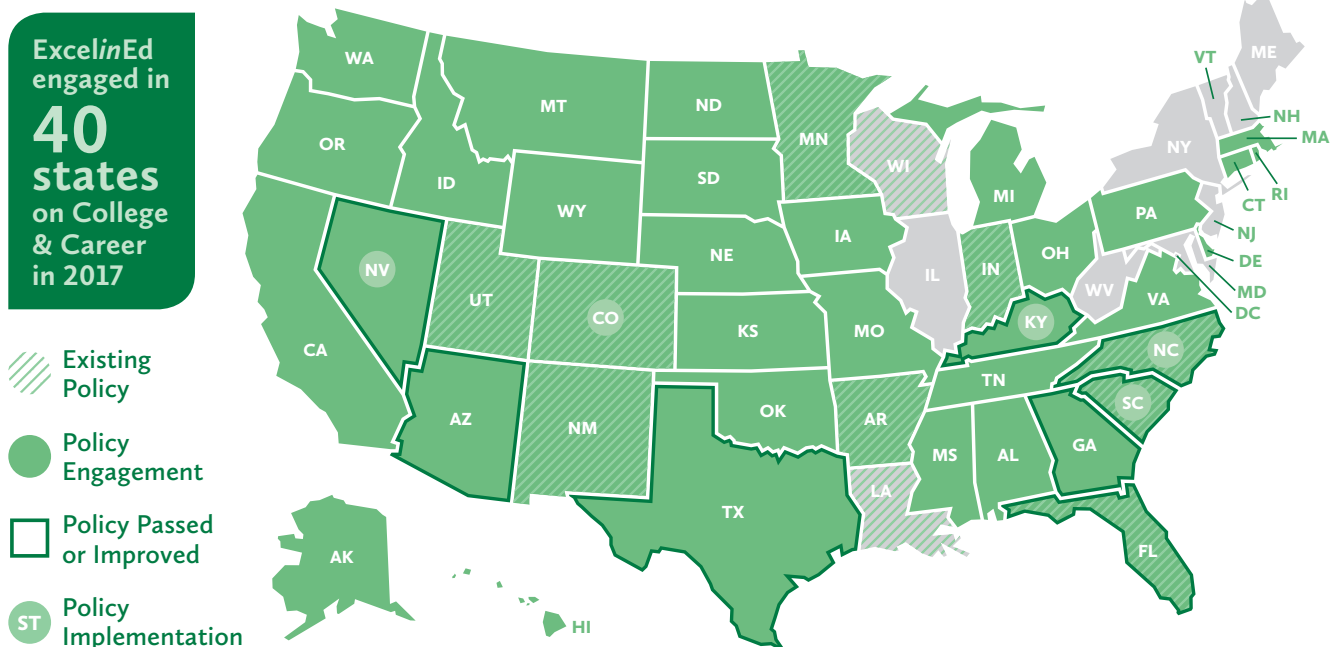 ExcelinEd
engaged in
40
states
on College
& Career
in 2017
Existing
Policy
Policy
Engagement
Policy Passed
or Improved
ST
Policy
Implementation
WA
OR
CA
NV
ID
MT
WY
UT
CO
AZ
NM
ND
SD
NE
KS
OK
TX
MN
IA
MO
AR
LA
WI
IL
MI
IN
OH
KY
TN
MS
AL
GA
FL
SC
NC
VA
WV
PA
NY
VT
ME
NH
MA
RI
CT
NJ
DE
MD
DC
AK
HI